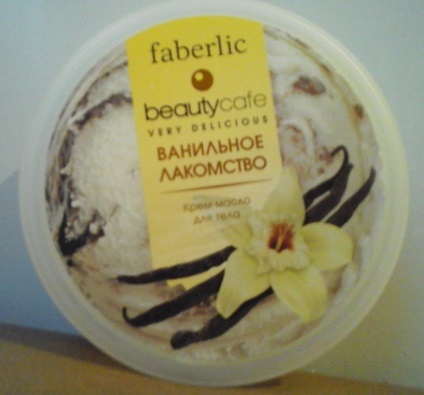 faberlic
beautycafe
VERY DELICIOUS
ВАНИЛЬНОЕ
ЛАКОМСТВО
Крем-масло
для тела